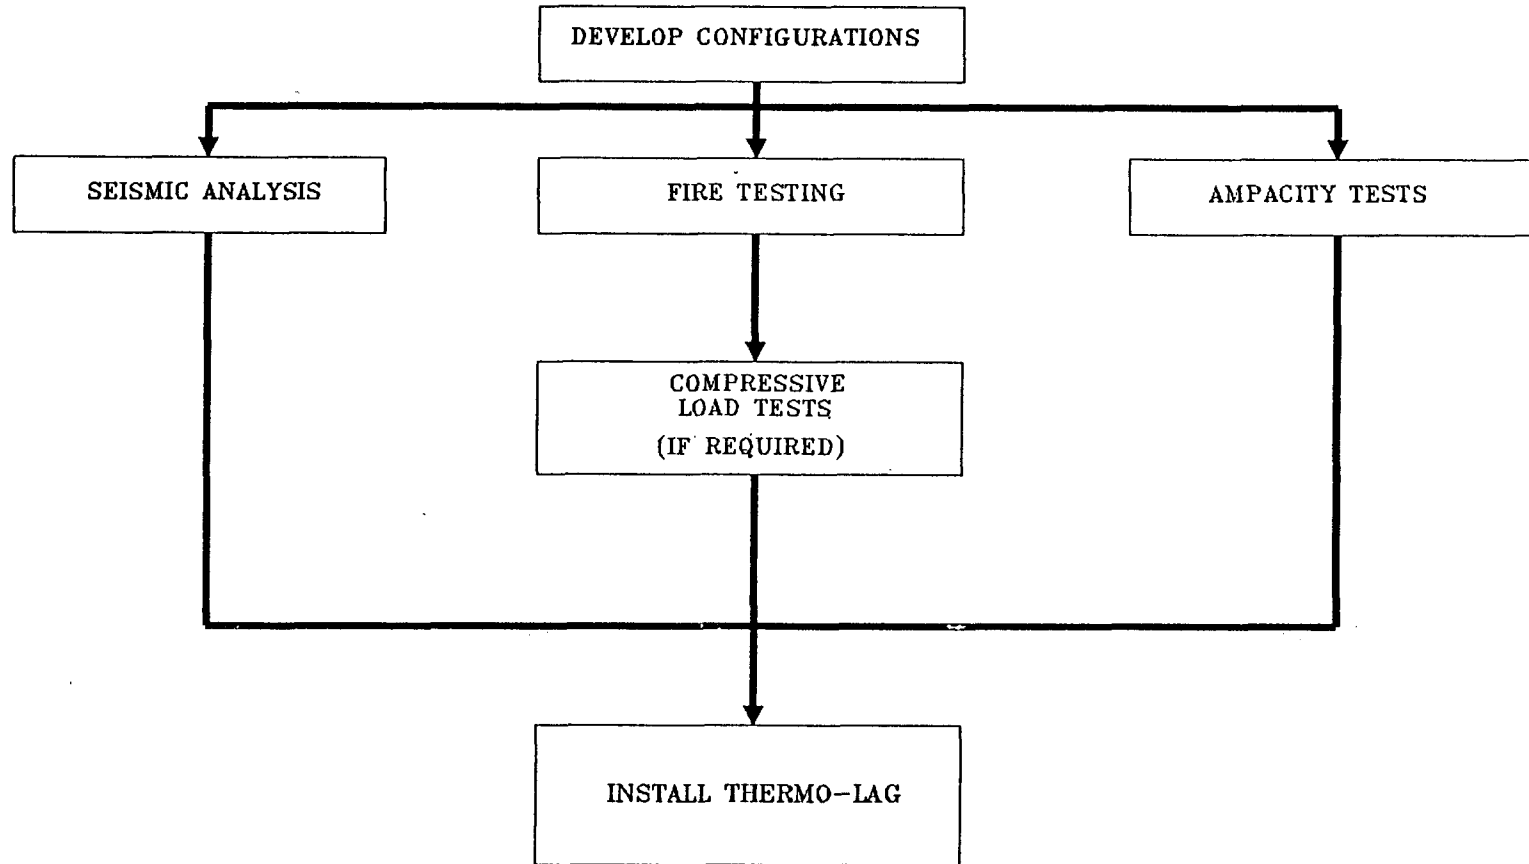 DEVELOP CONFIGURATIONS
SEISMIC ANALYSIS
FIRE TESTING
AMPACITY TESTS
COMPRESSIVE
LOAD TESTS
(IF REQUIRED)
INSTALL THERMO-LAG